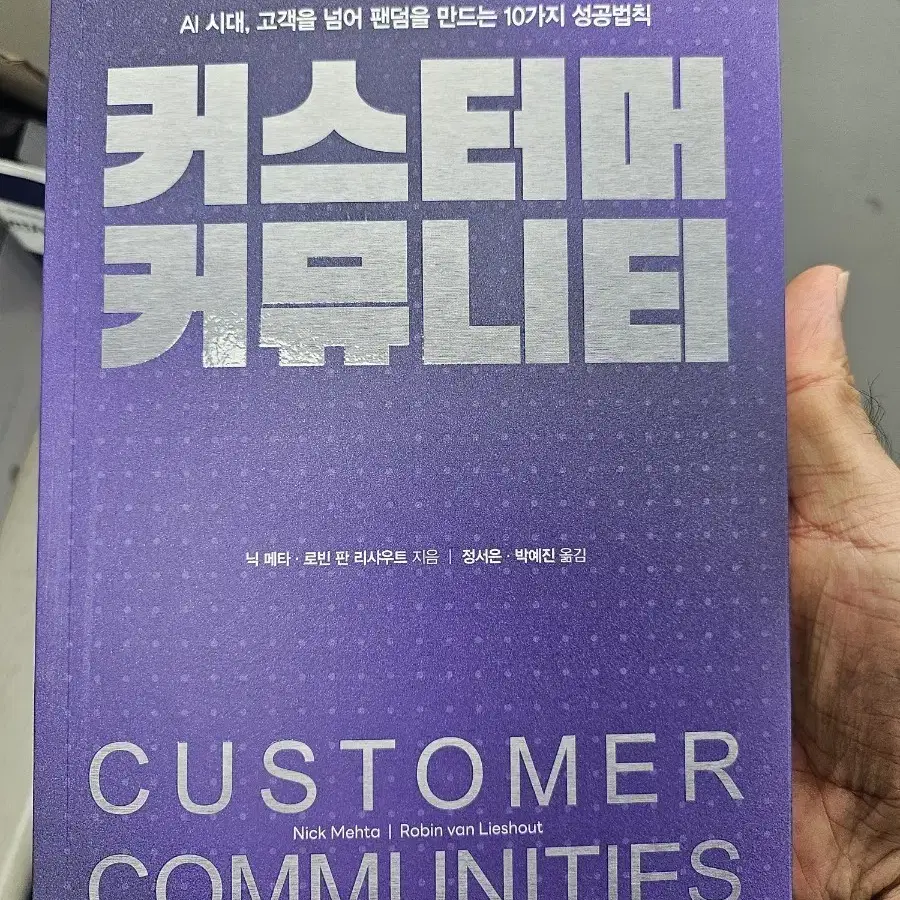 AI 시대, 고객을 넘어 팬덤을 만드는 10가지 성공법칙
커스터머
커뮤니티
닉 메타 · 로빈 판 리샤우트 지음 | 정서은 · 박예진 옮김
CUSTOMER
Nick Mehta | Robin van Lieshout
COMMUNITIES